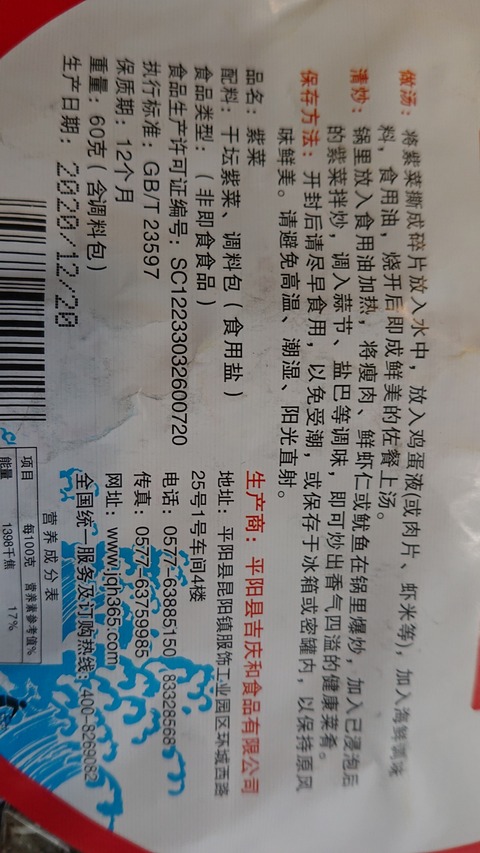 做汤：将紫菜撕成碎片放入水中，放入鸡蛋液(或肉片、虾米等)，加入海鲜调味
料，食用油，烧开后即成鲜美的佐餐上汤。
清炒：锅里放入食用油加热，将瘦肉、鲜虾仁或鱿鱼在锅里爆炒，加入已浸泡后
的紫菜拌炒，调入蒜节、盐巴等调味，即可炒出香气四溢的健康菜肴。
保存方法：开封后请尽早食用，以免受潮，或保存于冰箱或密罐内，以保持原风
味鲜美。请避免高温、潮湿、阳光直射。
品名：紫菜
配料：干坛紫菜、调料包（食用盐）
食品类型：（非即食食品）
食品生产许可证编号：SC12233032600720
执行标准：GB/T 23597
保质期：12个月
重量：60克（含调料包）
生产日期：2020/12/20
生产商：平阳县吉庆和食品有限公司
地址：平阳县昆阳镇服饰工业园区环城西路
25号1号车间4楼
电话：0577-63885150 83328568
传真：0577-63759985
网址：www.jqh365.com
全国统一服务及订购热线：400-8269082
营养成分表
项目 每100克 营养素参考值%
能量 1398千焦 17%